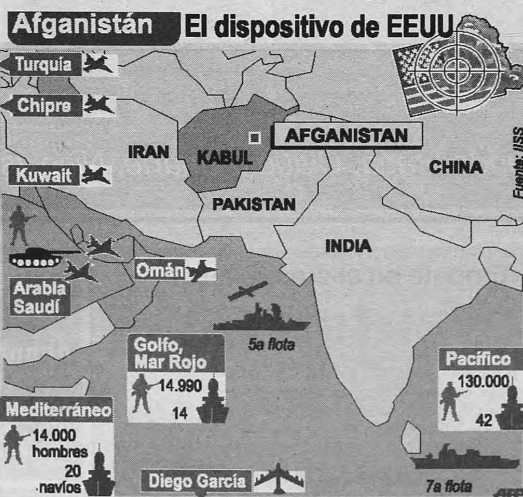 Afganistán
El dispositivo de EEUU
Turquía
Chipre
Kuwait
IRAN
KABUL
AFGANISTAN
CHINA
Fuente: IISS
PAKISTAN
INDIA
Arabia
Saudí
Omán
5a flota
Golfo,
Mar Rojo
14.990
14
Pacífico
130.000
42
Mediterráneo
14.000
hombres
20
navíos
Diego García
7a flota
AFP